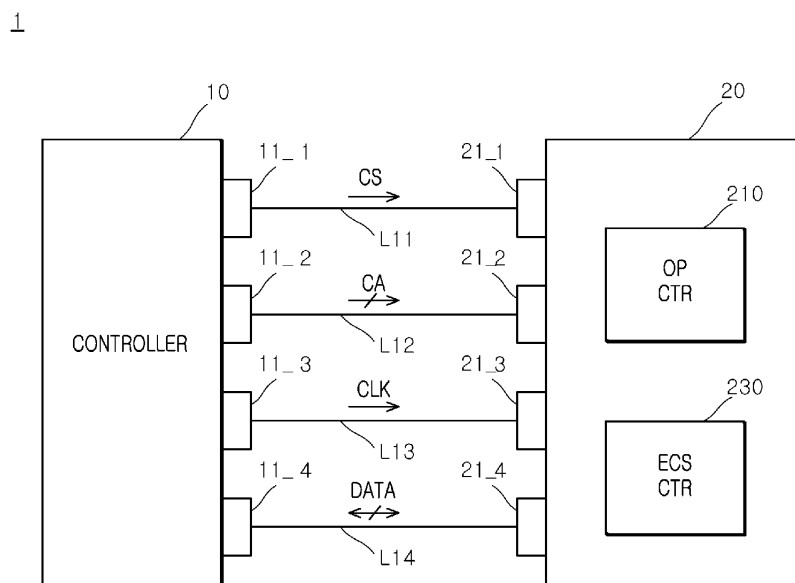 1
10
20
11_1
CS
21_1
L11
210
OP
CTR
11_2
CA
21_2
L12
CONTROLLER
11_3
CLK
21_3
L13
230
ECS
CTR
11_4
DATA
21_4
L14